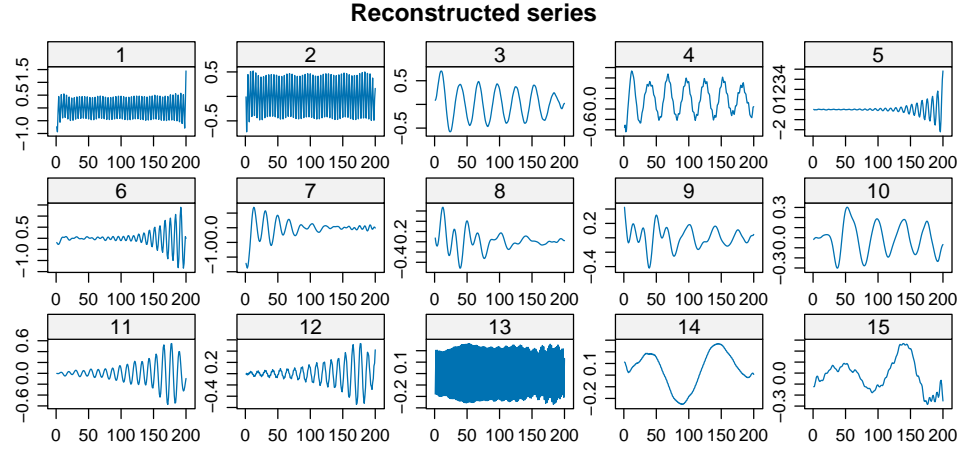 Reconstructed series
1 2 3 4 5
−1.0 0.5 1.5 −0.5 0.5 −0.5 0.5 −0.6 0.0 −2 0 1 2 3 4
0 50 100 150 200 0 50 100 150 200 0 50 100 150 200 0 50 100 150 200 0 50 100 150 200
6 7 8 9 10
−1.0 0.5 −1.0 0.0 −0.4 0.2 −0.4 0.2 −0.3 0.0 0.3
0 50 100 150 200 0 50 100 150 200 0 50 100 150 200 0 50 100 150 200 0 50 100 150 200
11 12 13 14 15
−0.6 0.0 0.6 −0.4 0.2 −0.2 0.1 −0.2 0.1 −0.3 0.0
0 50 100 150 200 0 50 100 150 200 0 50 100 150 200 0 50 100 150 200 0 50 100 150 200